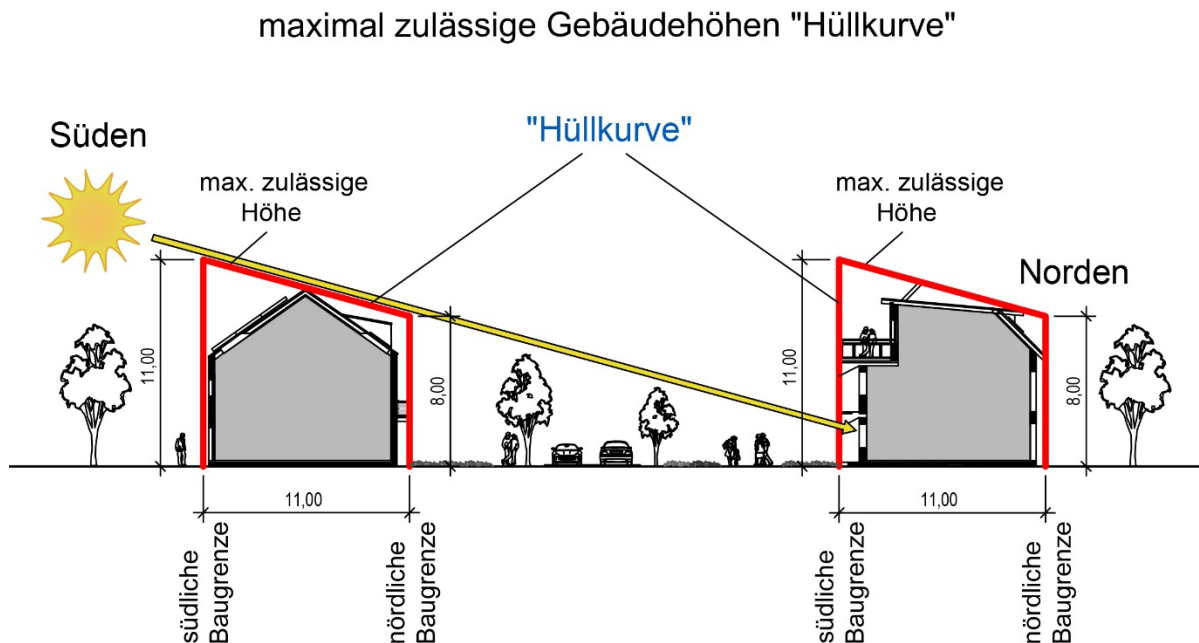 maximal zulässige Gebäudehöhen "Hüllkurve"
Süden
"Hüllkurve"
max. zulässige
Höhe
max. zulässige
Höhe
Norden
11,00
8,00
11,00
8,00
11,00
11,00
südliche
Baugrenze
nördliche
Baugrenze
südliche
Baugrenze
nördliche
Baugrenze